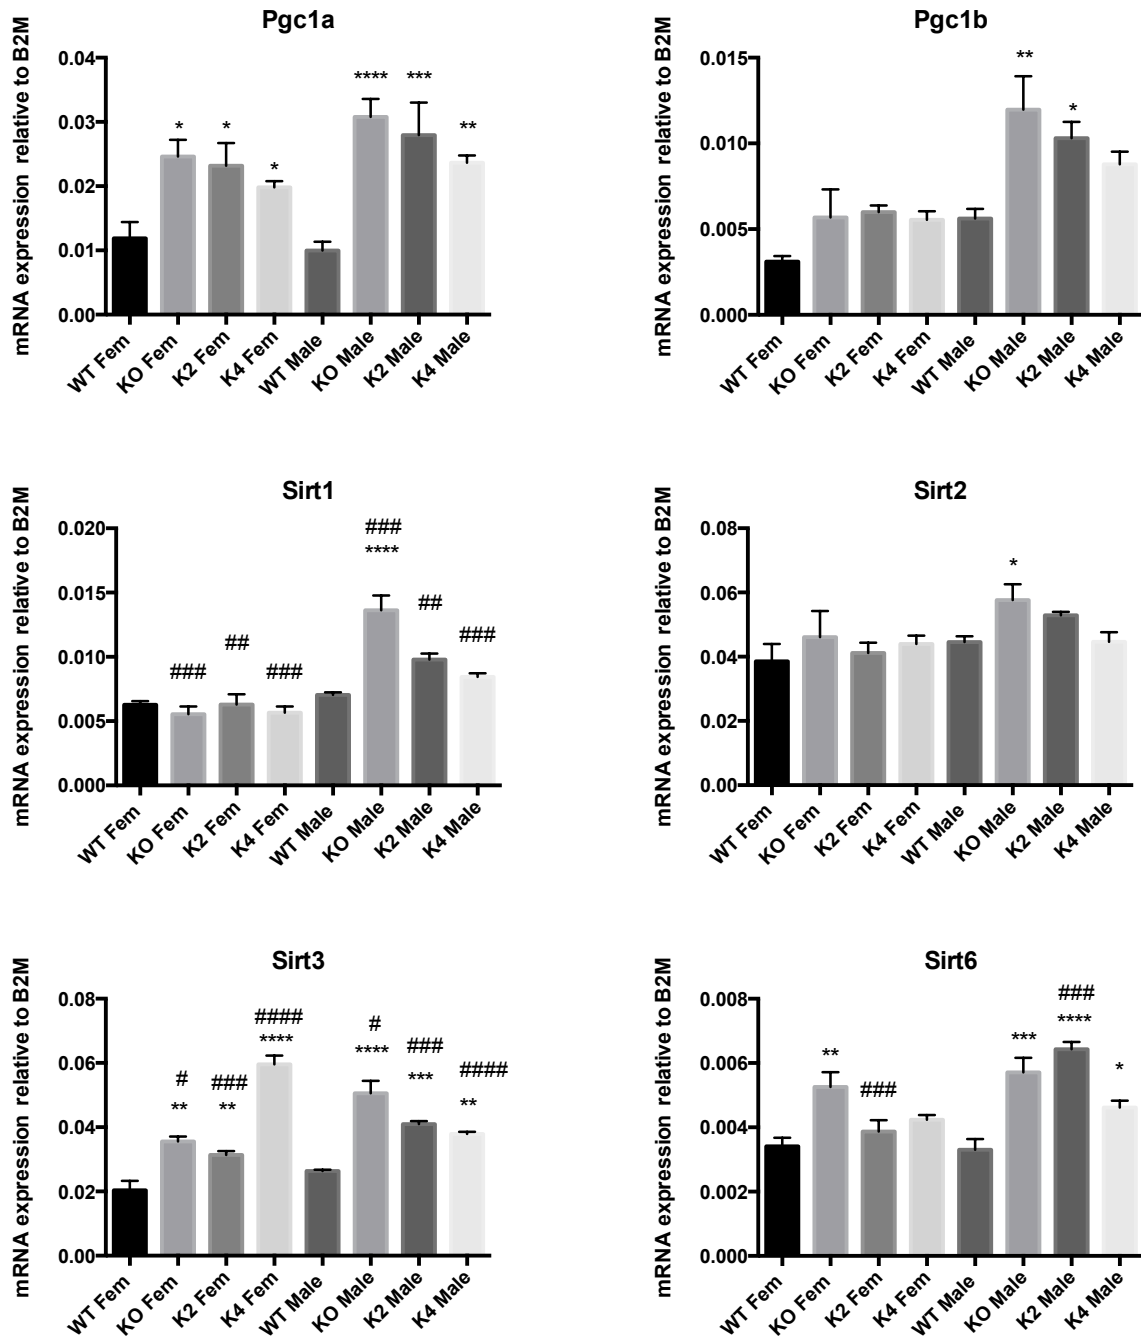 Pgc1a
mRNA expression relative to B2M
0.04
0.03
0.02
0.01
0.00
*
*
*
****
***
**
WT Fem
KO Fem
K2 Fem
K4 Fem
WT Male
KO Male
K2 Male
K4 Male
Pgc1b
mRNA expression relative to B2M
0.015
0.010
0.005
0.000
**
*
WT Fem
KO Fem
K2 Fem
K4 Fem
WT Male
KO Male
K2 Male
K4 Male
Sirt1
mRNA expression relative to B2M
0.020
0.015
0.010
0.005
0.000
###
##
###
###
****
##
###
WT Fem
KO Fem
K2 Fem
K4 Fem
WT Male
KO Male
K2 Male
K4 Male
Sirt2
mRNA expression relative to B2M
0.08
0.06
0.04
0.02
0.00
*
WT Fem
KO Fem
K2 Fem
K4 Fem
WT Male
KO Male
K2 Male
K4 Male
Sirt3
mRNA expression relative to B2M
0.08
0.06
0.04
0.02
0.00
#
**
###
**
####
****
#
****
###
***
####
**
WT Fem
KO Fem
K2 Fem
K4 Fem
WT Male
KO Male
K2 Male
K4 Male
Sirt6
mRNA expression relative to B2M
0.008
0.006
0.004
0.002
0.000
**
###
***
###
****
*
WT Fem
KO Fem
K2 Fem
K4 Fem
WT Male
KO Male
K2 Male
K4 Male